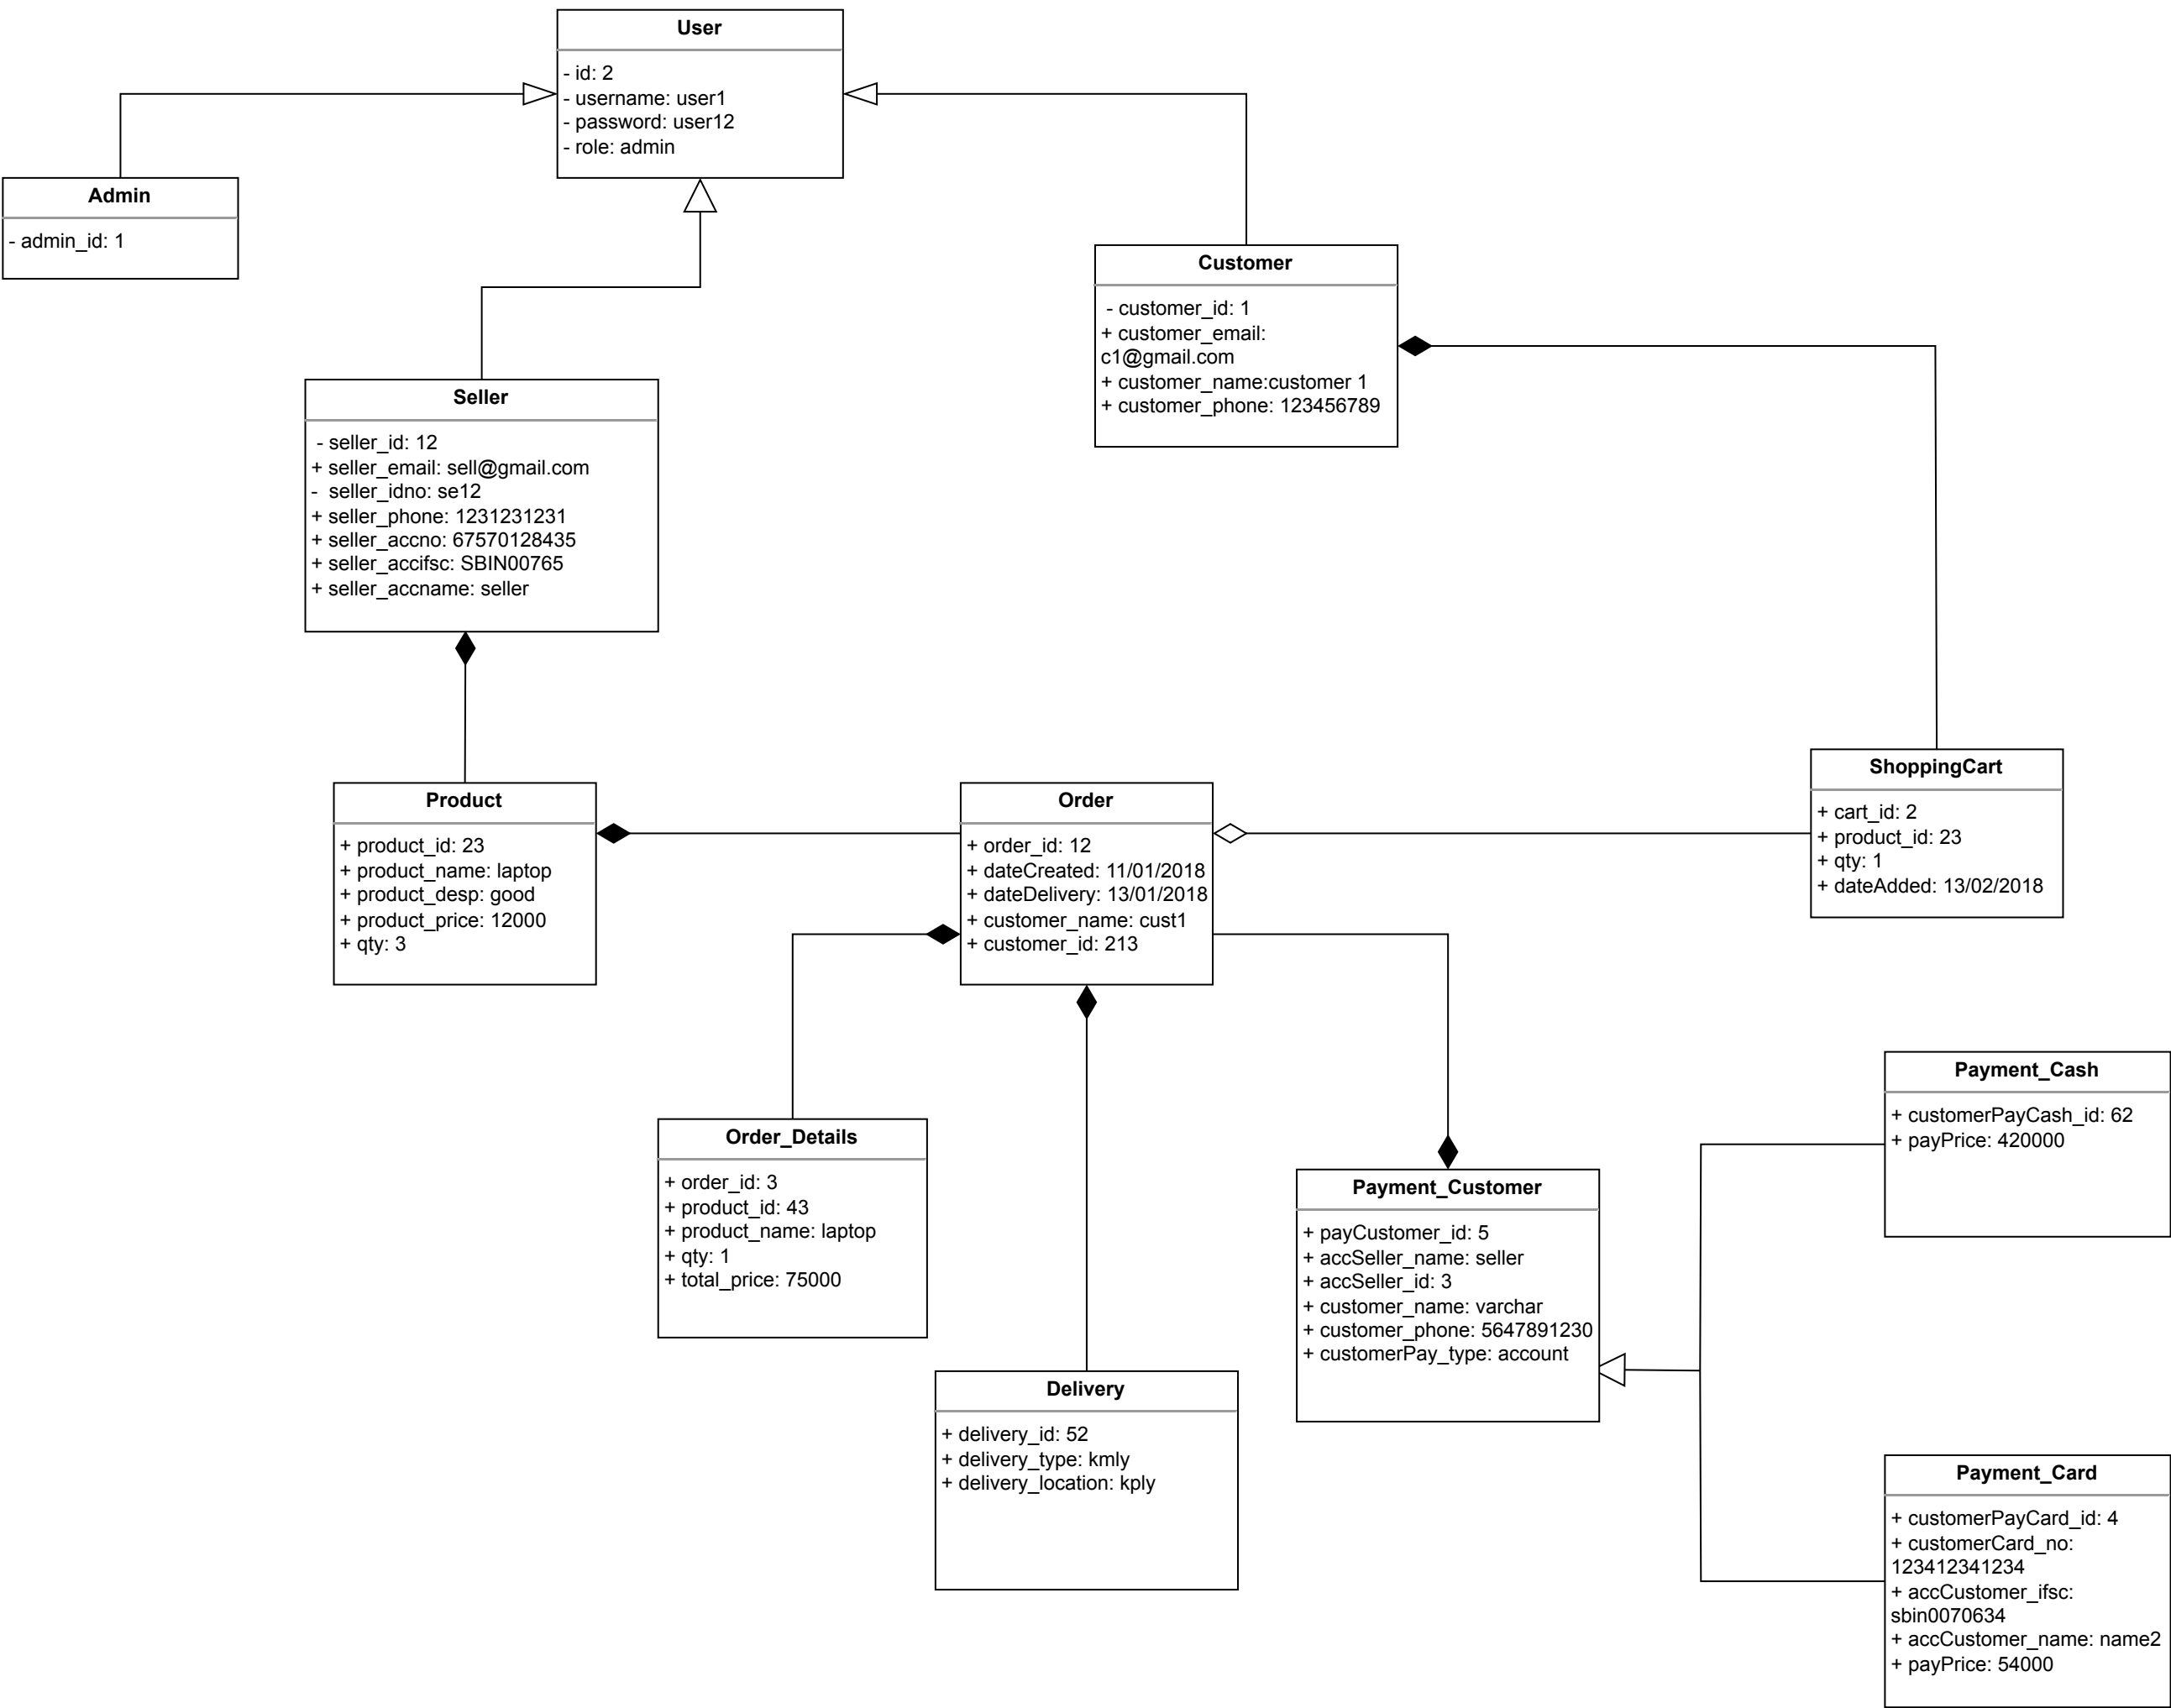 User
- id: 2
- username: user1
- password: user12
- role: admin
Admin
- admin_id: 1
Customer
- customer_id: 1
+ customer_email:
c1@gmail.com
+ customer_name:customer 1
+ customer_phone: 123456789
Seller
- seller_id: 12
+ seller_email: sell@gmail.com
- seller_idno: se12
+ seller_phone: 1231231231
+ seller_accno: 67570128435
+ seller_accifsc: SBIN00765
+ seller_accname: seller
Product
+ product_id: 23
+ product_name: laptop
+ product_desp: good
+ product_price: 12000
+ qty: 3
Order
+ order_id: 12
+ dateCreated: 11/01/2018
+ dateDelivery: 13/01/2018
+ customer_name: cust1
+ customer_id: 213
ShoppingCart
+ cart_id: 2
+ product_id: 23
+ qty: 1
+ dateAdded: 13/02/2018
Order_Details
+ order_id: 3
+ product_id: 43
+ product_name: laptop
+ qty: 1
+ total_price: 75000
Delivery
+ delivery_id: 52
+ delivery_type: kmly
+ delivery_location: kply
Payment_Customer
+ payCustomer_id: 5
+ accSeller_name: seller
+ accSeller_id: 3
+ customer_name: varchar
+ customer_phone: 5647891230
+ customerPay_type: account
Payment_Cash
+ customerPayCash_id: 62
+ payPrice: 420000
Payment_Card
+ customerPayCard_id: 4
+ customerCard_no:
123412341234
+ accCustomer_ifsc:
sbin0070634
+ accCustomer_name: name2
+ payPrice: 54000